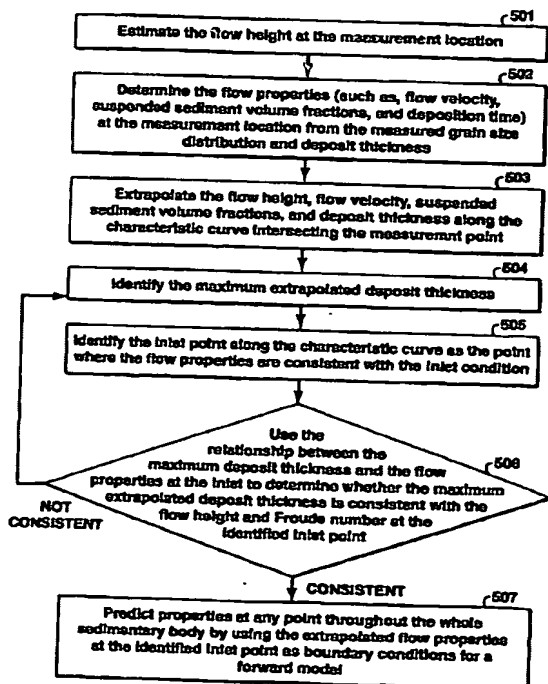 501
Estimate the flow height at the measurement location
502
Determine the flow properties (such as, flow velocity,
suspended sediment volume fractions, and deposition time)
at the measurement location from the measured grain size
distribution and deposit thickness
503
Extrapolate the flow height, flow velocity, suspended
sediment volume fractions, and deposit thickness along the
characteristic curve intersecting the measuremnt point
504
Identify the maximum extrapolated deposit thickness
505
Identify the inlet point along the characteristic curve as the point
where the flow properties are consistent with the inlet condition
506
Use the
relationship between the
maximum deposit thickness and the flow
properties at the inlet to determine whether the maximum
extrapolated deposit thickness is consistent with the
flow height and Froude number at the
identified inlet point
NOT
CONSISTENT
CONSISTENT
507
Predict properties at any point throughout the whole
sedimentary body by using the extrapolated flow properties
at the identified inlet point as boundary conditions for a
forward model